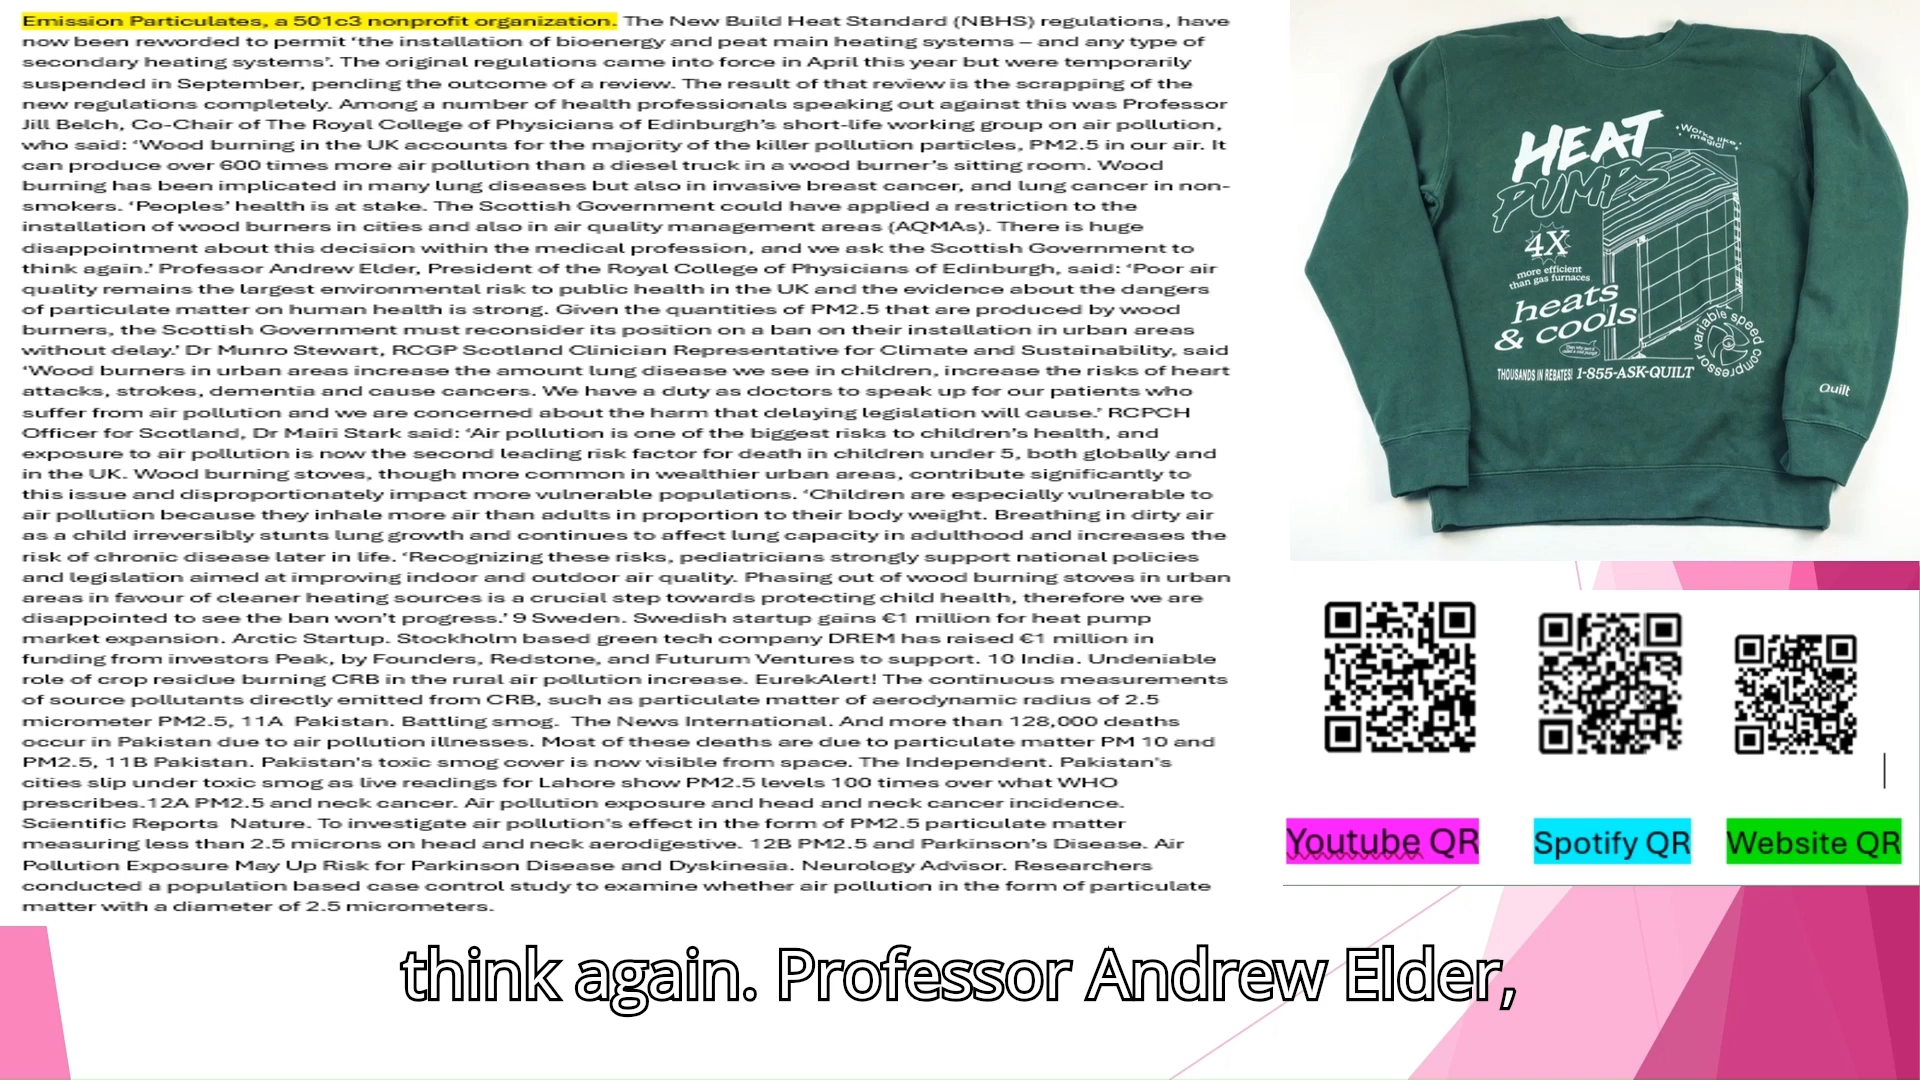 Emission Particulates, a 501c3 nonprofit organization. The New Build Heat Standard (NBHS) regulations, have
now been reworded to permit ‘the installation of bioenergy and peat main heating systems – and any type of
secondary heating systems’. The original regulations came into force in April this year but were temporarily
suspended in September, pending the outcome of a review. The result of that review is the scrapping of the
new regulations completely. Among a number of health professionals speaking out against this was Professor
Jill Belch, Co-Chair of The Royal College of Physicians of Edinburgh’s short-life working group on air pollution,
who said: ‘Wood burning in the UK accounts for the majority of the killer pollution particles, PM2.5 in our air. It
can produce over 600 times more air pollution than a diesel truck in a wood burner’s sitting room. Wood
burning has been implicated in many lung diseases but also in invasive breast cancer, and lung cancer in non-
smokers. ‘Peoples’ health is at stake. The Scottish Government could have applied a restriction to the
installation of wood burners in cities and also in air quality management areas (AQMAs). There is huge
disappointment about this decision within the medical profession, and we ask the Scottish Government to
think again.’ Professor Andrew Elder, President of the Royal College of Physicians of Edinburgh, said: ‘Poor air
quality remains the largest environmental risk to public health in the UK and the evidence about the dangers
of particulate matter on human health is strong. Given the quantities of PM2.5 that are produced by wood
burners, the Scottish Government must reconsider its position on a ban on their installation in urban areas
without delay.’ Dr Munro Stewart, RCGP Scotland Clinician Representative for Climate and Sustainability, said
‘Wood burners in urban areas increase the amount lung disease we see in children, increase the risks of heart
attacks, strokes, dementia and cause cancers. We have a duty as doctors to speak up for our patients who
suffer from air pollution and we are concerned about the harm that delaying legislation will cause.’ RCPCH
Officer for Scotland, Dr Mairi Stark said: ‘Air pollution is one of the biggest risks to children’s health, and
exposure to air pollution is now the second leading risk factor for death in children under 5, both globally and
in the UK. Wood burning stoves, though more common in wealthier urban areas, contribute significantly to
this issue and disproportionately impact more vulnerable populations. ‘Children are especially vulnerable to
air pollution because they inhale more air than adults in proportion to their body weight. Breathing in dirty air
as a child irreversibly stunts lung growth and continues to affect lung capacity in adulthood and increases the
risk of chronic disease later in life. ‘Recognizing these risks, pediatricians strongly support national policies
and legislation aimed at improving indoor and outdoor air quality. Phasing out of wood burning stoves in urban
areas in favour of cleaner heating sources is a crucial step towards protecting child health, therefore we are
disappointed to see the ban won’t progress.’ 9 Sweden. Swedish startup gains €1 million for heat pump
market expansion. Arctic Startup. Stockholm based green tech company DREM has raised €1 million in
funding from investors Peak, by Founders, Redstone, and Futurum Ventures to support. 10 India. Undeniable
role of crop residue burning CRB in the rural air pollution increase. EurekAlert! The continuous measurements
of source pollutants directly emitted from CRB, such as particulate matter of aerodynamic radius of 2.5
micrometer PM2.5, 11A Pakistan. Battling smog. The News International. And more than 128,000 deaths
occur in Pakistan due to air pollution illnesses. Most of these deaths are due to particulate matter PM 10 and
PM2.5, 11B Pakistan. Pakistan's toxic smog cover is now visible from space. The Independent. Pakistan's
cities slip under toxic smog as live readings for Lahore show PM2.5 levels 100 times over what WHO
prescribes.12A PM2.5 and neck cancer. Air pollution exposure and head and neck cancer incidence.
Scientific Reports Nature. To investigate air pollution's effect in the form of PM2.5 particulate matter
measuring less than 2.5 microns on head and neck aerodigestive. 12B PM2.5 and Parkinson’s Disease. Air
Pollution Exposure May Up Risk for Parkinson Disease and Dyskinesia. Neurology Advisor. Researchers
conducted a population based case control study to examine whether air pollution in the form of particulate
matter with a diameter of 2.5 micrometers.
HEAT
PUMPS
Works like
magic!
4X
more efficient
than gas furnaces
heats
& cools
variable speed compressor
THOUSANDS IN REBATES! 1-855-ASK-QUILT
Quilt
Youtube QR
Spotify QR
Website QR
think again. Professor Andrew Elder,